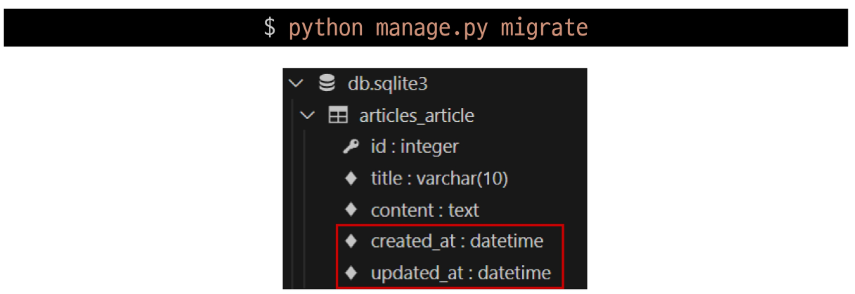 $ python manage.py migrate
db.sqlite3
articles_article
id : integer
title : varchar(10)
content : text
created_at : datetime
updated_at : datetime